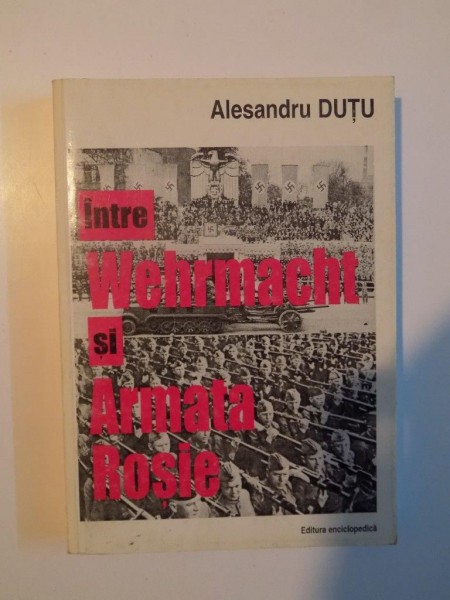 Alesandru DUȚU
între
Wehrmacht
și
Armata
Roșie
Editura enciclopedică